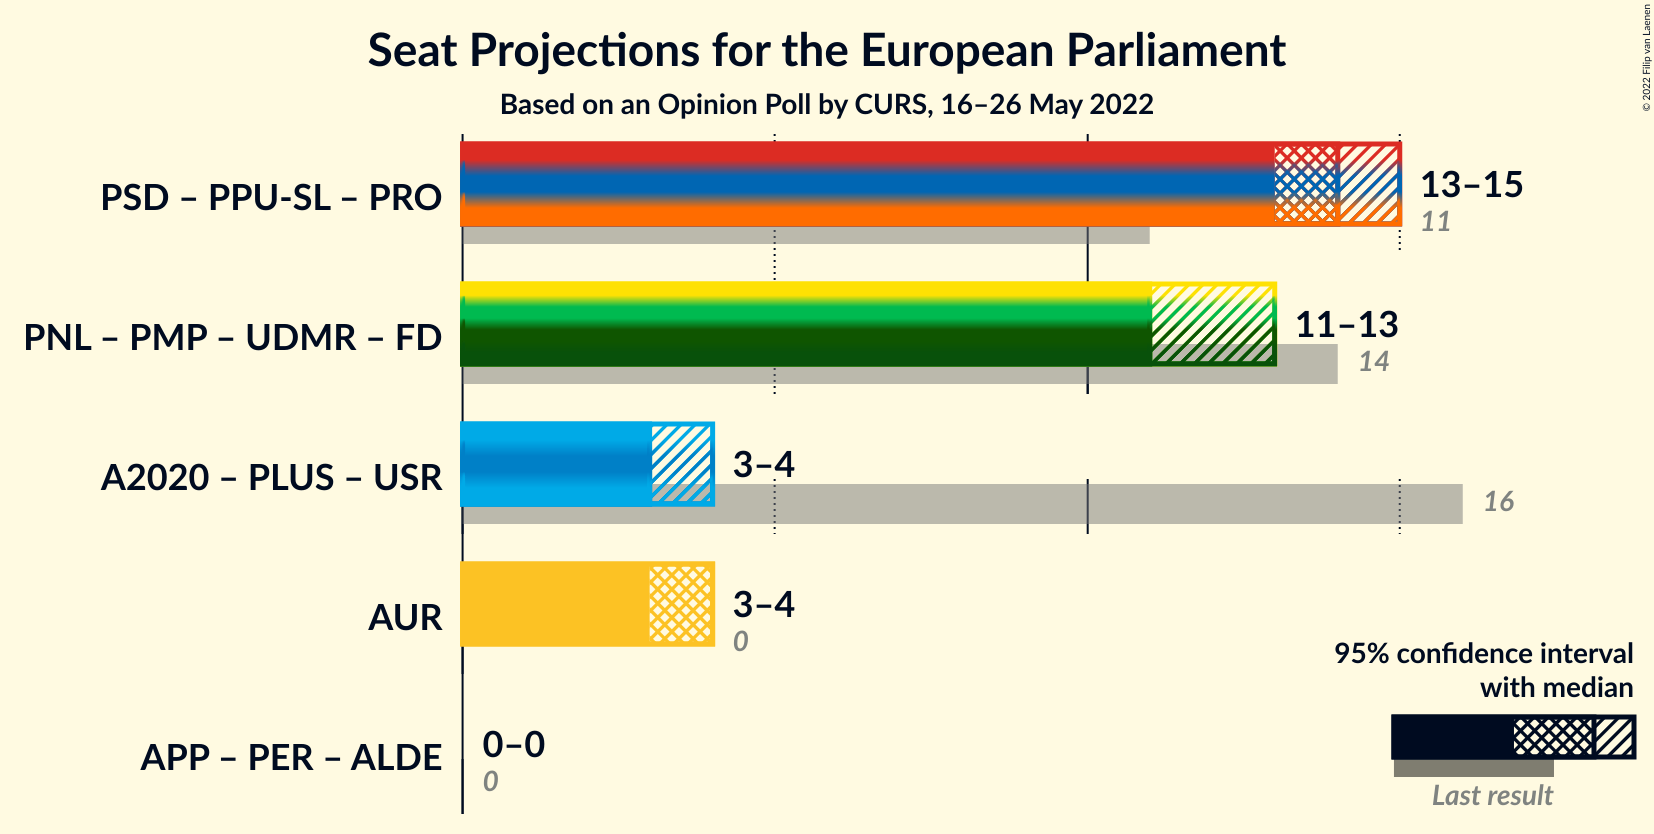 Seat Projections for the European Parliament
Based on an Opinion Poll by CURS, 16–26 May 2022
© 2022 Filip van Laenen
PSD – PPU-SL – PRO
13–15
11
PNL – PMP – UDMR – FD
11–13
14
A2020 – PLUS – USR
3–4
16
AUR
3–4
0
APP – PER – ALDE
0–0
0
95% confidence interval
with median
Last result